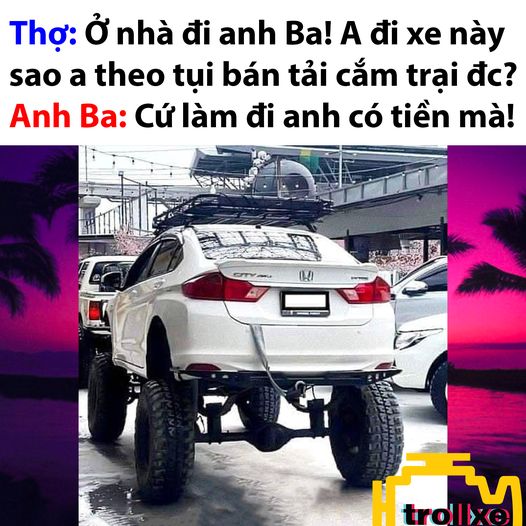 Thợ: Ở nhà đi anh Ba! A đi xe này
sao a theo tụi bán tải cắm trại đc?
Anh Ba: Cứ làm đi anh có tiền mà!
CITY
trollxe